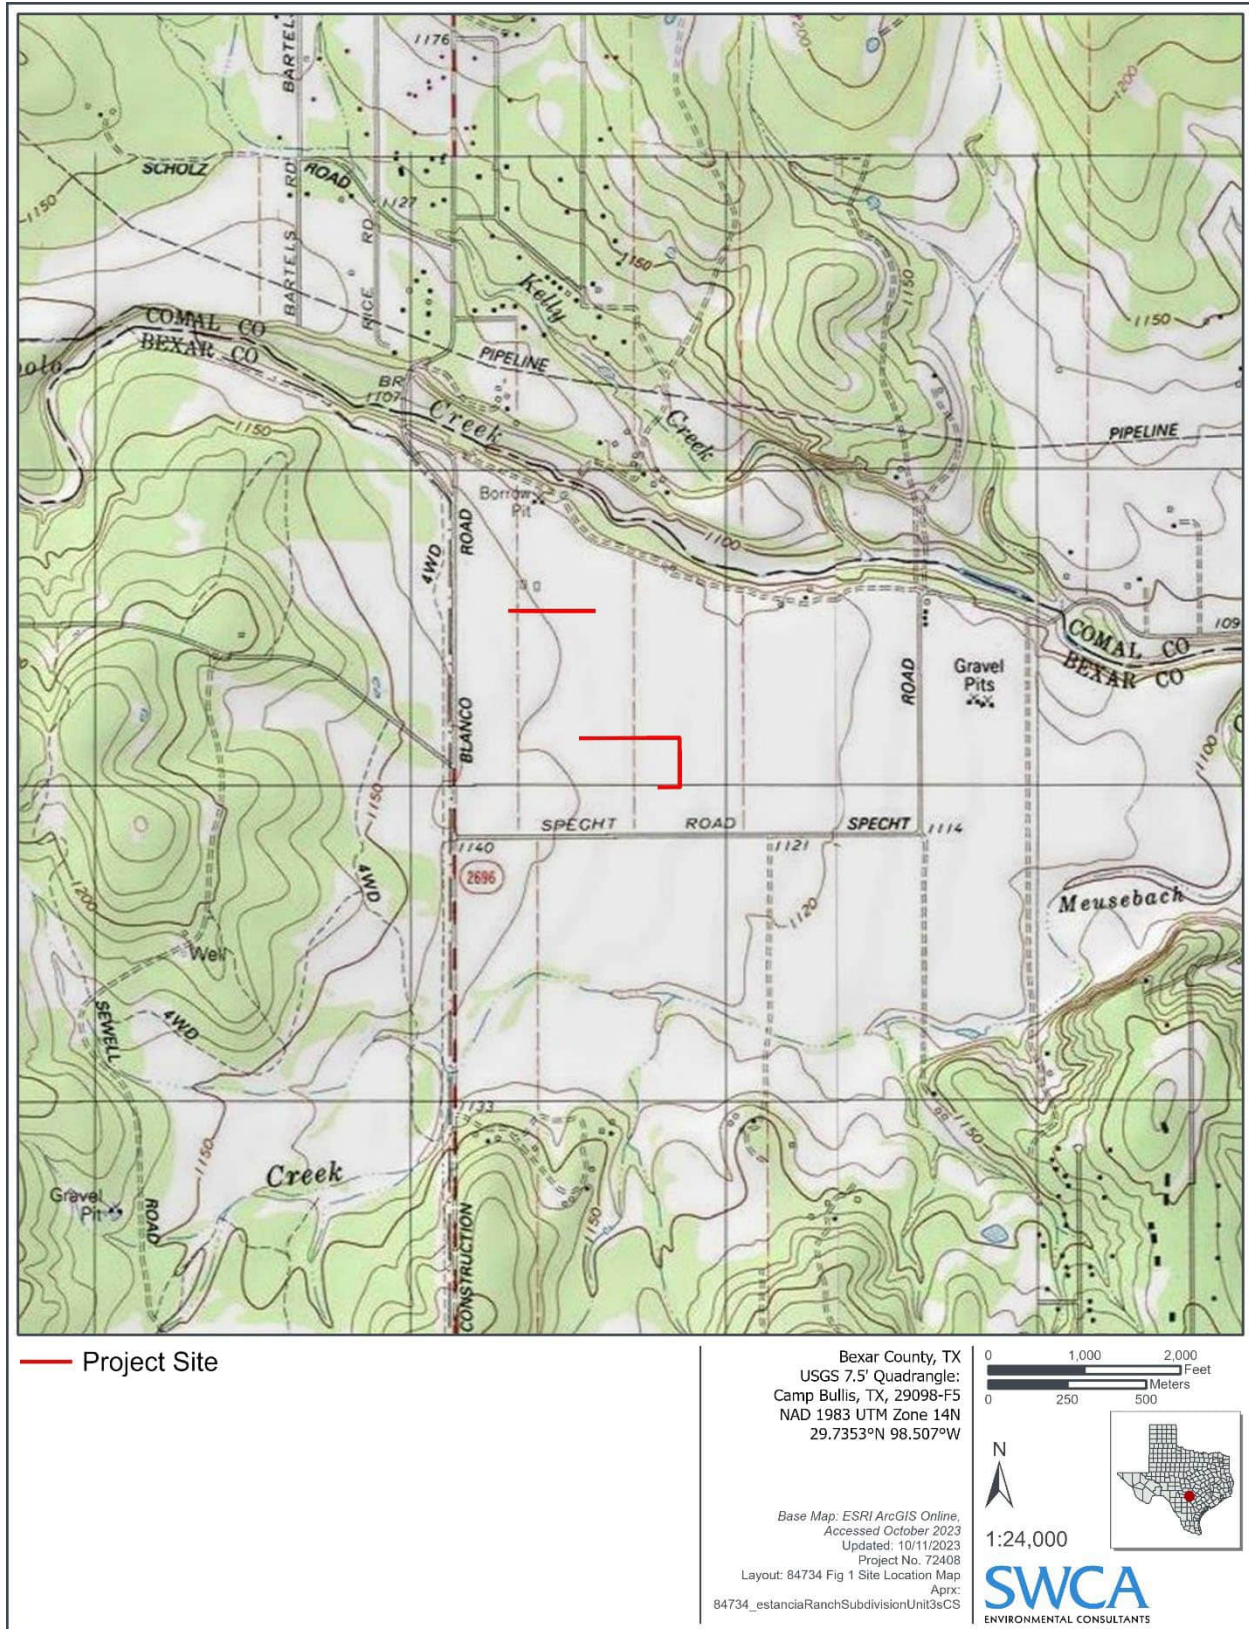 1176
BARTELS
1200
1200
SCHOLZ
ROAD
RD
1127
1150
BARTELS
RD
RICE
1150
1150
Kelly
COMAL CO
BEXAR CO
PIPELINE
1150
BR
1107
Creek
Creek
PIPELINE
1150
Borrow
Pit
ROAD
4WD
1100
COMAL CO
BEXAR CO
109
Gravel
Pits
ROAD
BLANCO
1100
1150
SPECHT ROAD
SPECHT
1114
1140
1121
2696
4WD
1200
1120
Meusebach
Well
SEWELL
4WD
1133
1150
1150
Creek
Gravel
Pit
ROAD
1150
CONSTRUCTION
Project Site
Bexar County, TX
USGS 7.5' Quadrangle:
Camp Bullis, TX, 29098-F5
NAD 1983 UTM Zone 14N
29.7353°N 98.507°W
0 1,000 2,000
Feet
Meters
0 250 500
N
1:24,000
Base Map: ESRI ArcGIS Online,
Accessed October 2023
Updated: 10/11/2023
Project No. 72408
Layout: 84734 Fig 1 Site Location Map
Aprx:
84734_estanciaRanchSubdivisionUnit3sCS
SWCA
ENVIRONMENTAL CONSULTANTS